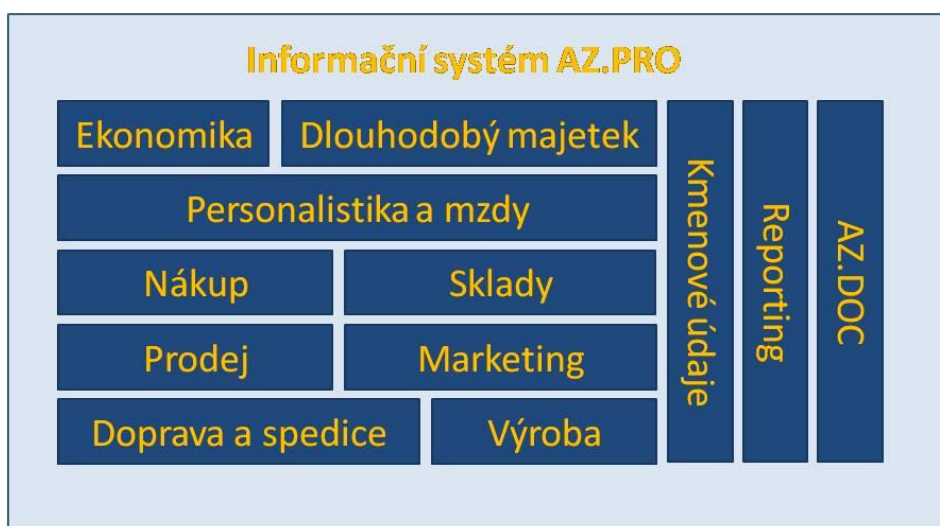 Informační systém AZ.PRO
Ekonomika
Dlouhodobý majetek
Personalistika a mzdy
Nákup
Sklady
Prodej
Marketing
Doprava a spedice
Výroba
Kmenové údaje
Reporting
AZ.DOC